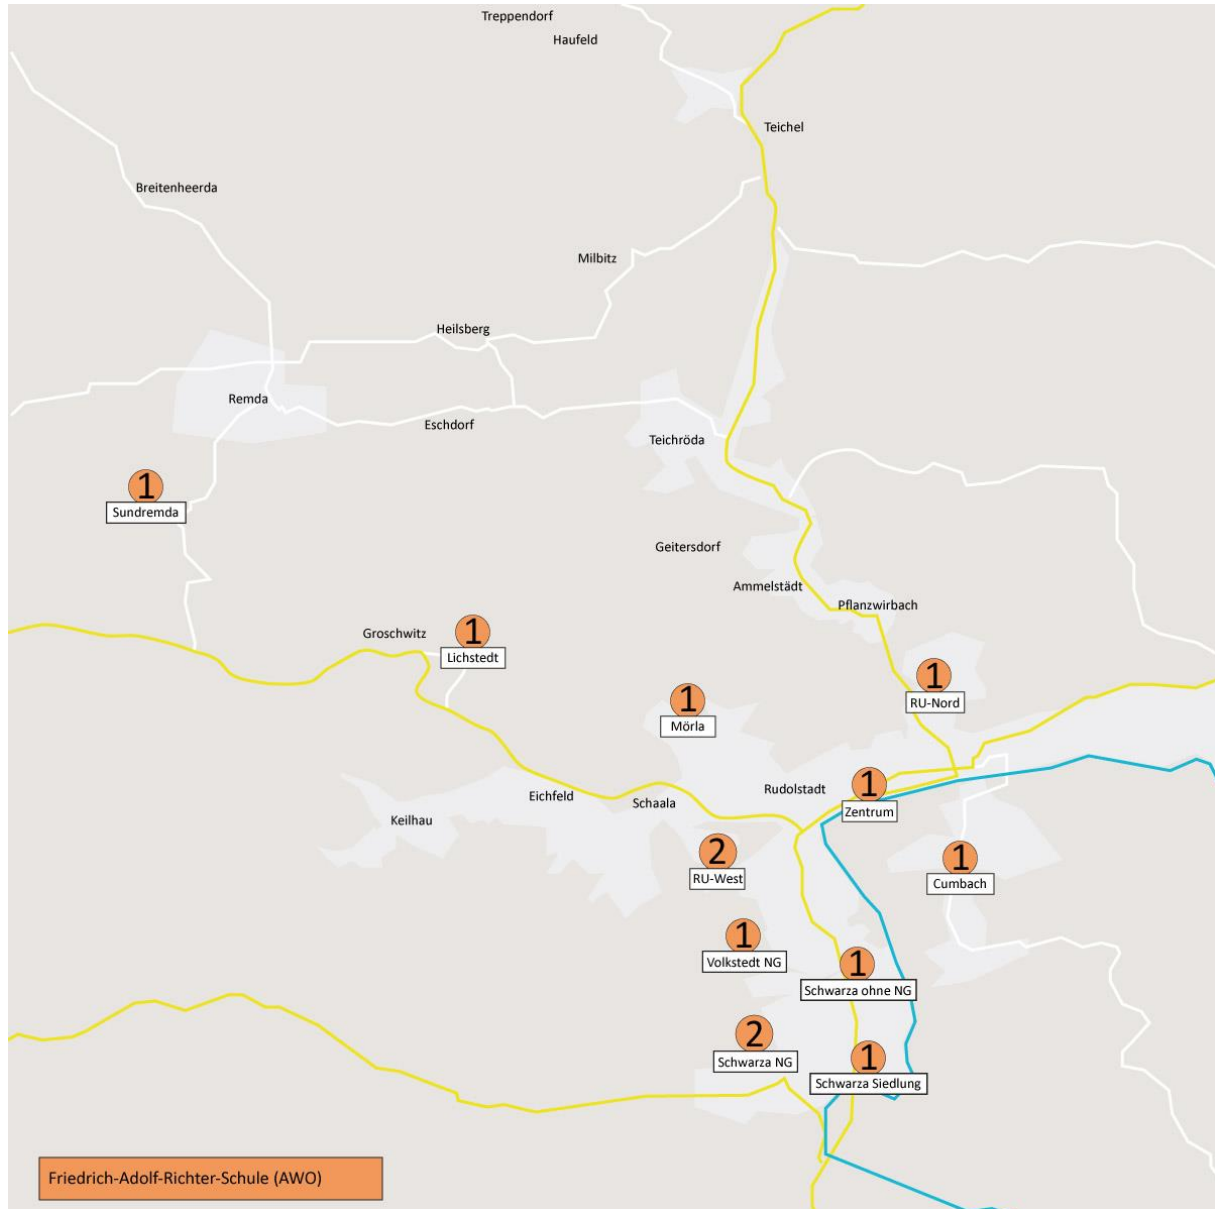 Treppendorf
Haufeld
Teichel
Breitenheerda
Milbitz
Heilsberg
Remda
Eschdorf
Teichröda
1
Sundremda
Geitersdorf
Ammelstädt
Pflanzwirbach
Groschwitz
1
Lichstedt
1
RU-Nord
1
Mörla
Eichfeld
Schaala
Rudolstadt
1
Zentrum
Keilhau
2
RU-West
1
Cumbach
1
Volkstedt NG
1
Schwarza ohne NG
2
Schwarza NG
1
Schwarza Siedlung
Friedrich-Adolf-Richter-Schule (AWO)